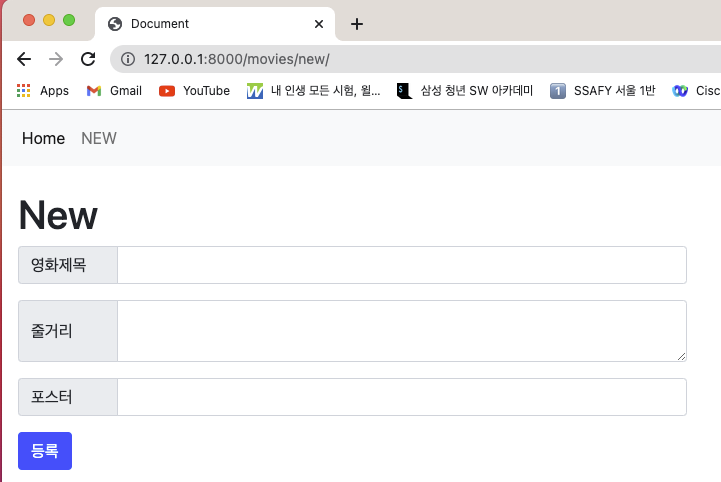 Document
127.0.0.1:8000/movies/new/
Apps Gmail YouTube 내 인생 모든 시험, 윌... 삼성 청년 SW 아카데미 1 SSAFY 서울 1반 Cisc
Home NEW
New
영화제목
줄거리
포스터
등록